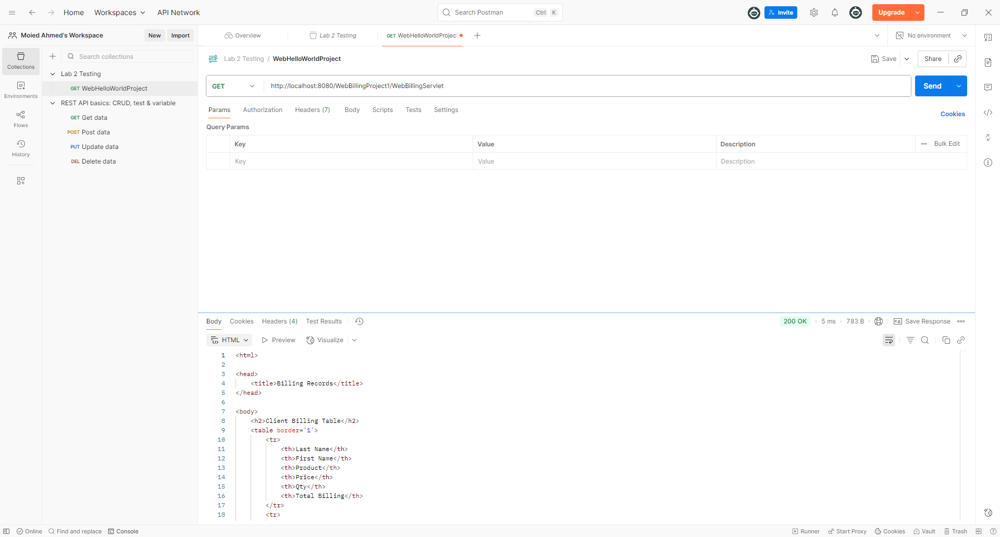 Home Workspaces API Network Search Postman Ctrl K Invite Upgrade
Moied Ahmed's Workspace New Import
Overview Lab 2 Testing GET WebHelloWorldProjec No environment
Collections
Environments
Flows
History
Search collections
Lab 2 Testing
GET WebHelloWorldProject
REST API basics: CRUD, test & variable
GET Get data
POST Post data
PUT Update data
DEL Delete data
HTTP Lab 2 Testing / WebHelloWorldProject Save Share
GET http://localhost:8080/WebBillingProject1/WebBillingServlet Send
Params Authorization Headers (7) Body Scripts Tests Settings Cookies
Query Params
Key Value Description Bulk Edit
Key Value Description
Body Cookies Headers (4) Test Results 200 OK 5 ms 783 B e.g. Save Response
HTML Preview Visualize
1 <html>
2
3 <head>
4 <title>Billing Records</title>
5 </head>
6
7 <body>
8 <h2>Client Billing Table</h2>
9 <table border='1'>
10 <tr>
11 <th>Last Name</th>
12 <th>First Name</th>
13 <th>Product</th>
14 <th>Price</th>
15 <th>Qty</th>
16 <th>Total Billing</th>
17 </tr>
18 <tr>
Online Find and replace Console Runner Start Proxy Cookies Vault Trash